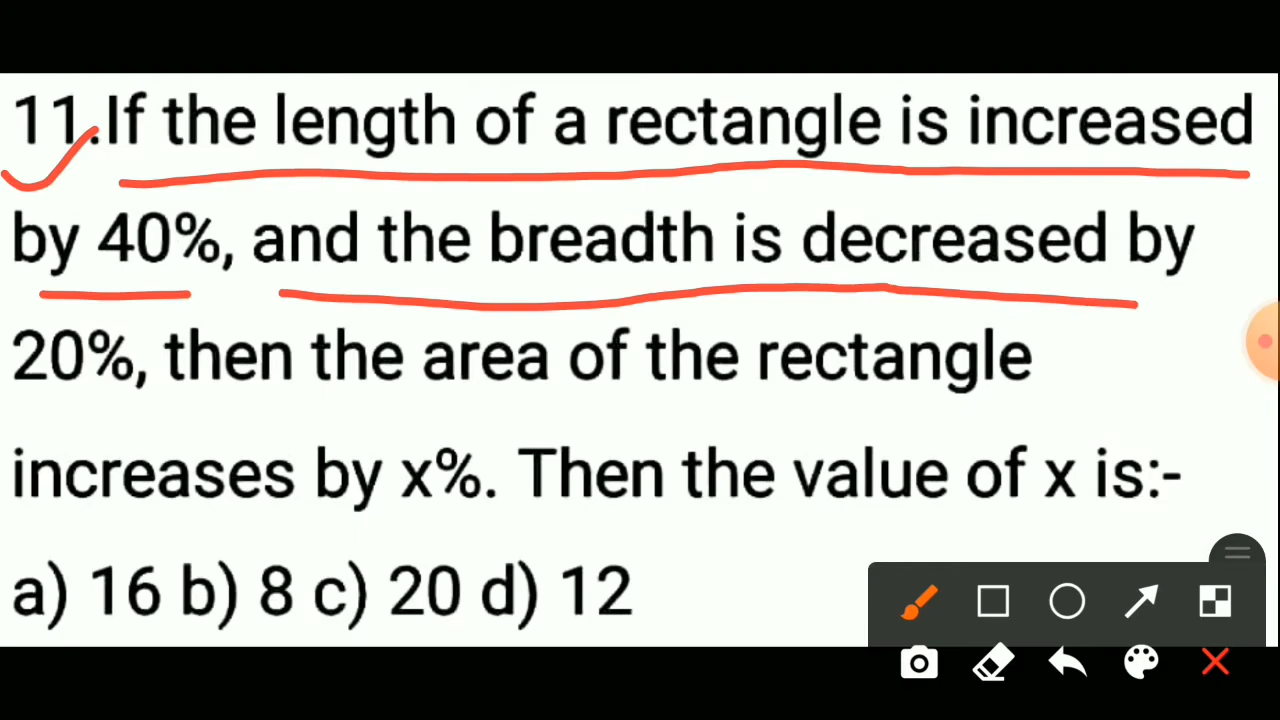 11.If the length of a rectangle is increased
by 40%, and the breadth is decreased by
20%, then the area of the rectangle
increases by x%. Then the value of x is:-
a) 16 b) 8 c) 20 d) 12